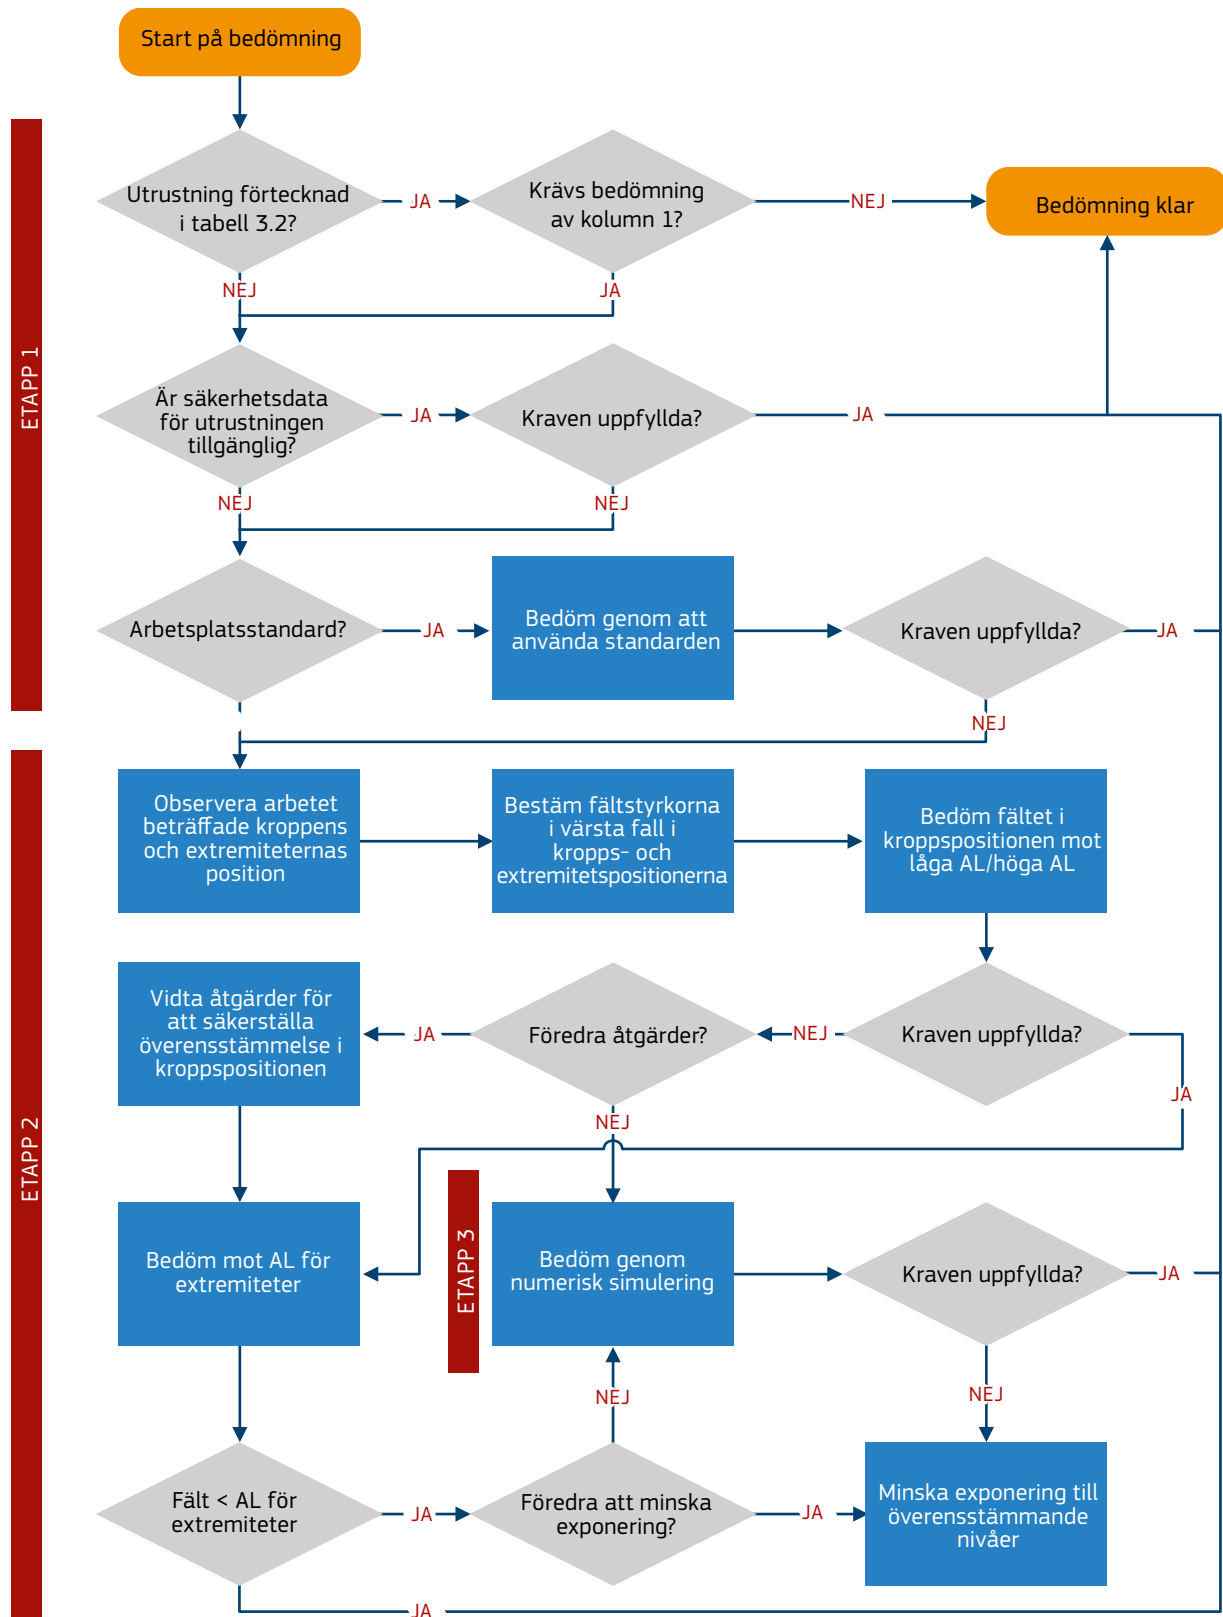 Start på bedömning
ETAPP 1
Utrustning förtecknad
i tabell 3.2?
JA
Krävs bedömning
av kolumn 1?
NEJ
Bedömning klar
NEJ
JA
Är säkerhetsdata
för utrustningen
tillgänglig?
JA
Kraven uppfyllda?
JA
NEJ
NEJ
Arbetsplatsstandard?
JA
Bedöm genom att
använda standarden
Kraven uppfyllda?
JA
NEJ
ETAPP 2
Observera arbetet
beträffade kroppens
och extremiteternas
position
Bestäm fältstyrkorna
i värsta fall i
kropps- och
extremitetspositionerna
Bedöm fältet i
kroppspositionen mot
låga AL/höga AL
Vidta åtgärder för
att säkerställa
överensstämmelse i
kroppspositionen
JA
Föredra åtgärder?
NEJ
Kraven uppfyllda?
JA
NEJ
Bedöm mot AL för
extremiteter
ETAPP 3
Bedöm genom
numerisk simulering
Kraven uppfyllda?
JA
NEJ
NEJ
Fält < AL för
extremiteter
JA
Föredra att minska
exponering?
JA
Minska exponering till
överensstämmande
nivåer
JA